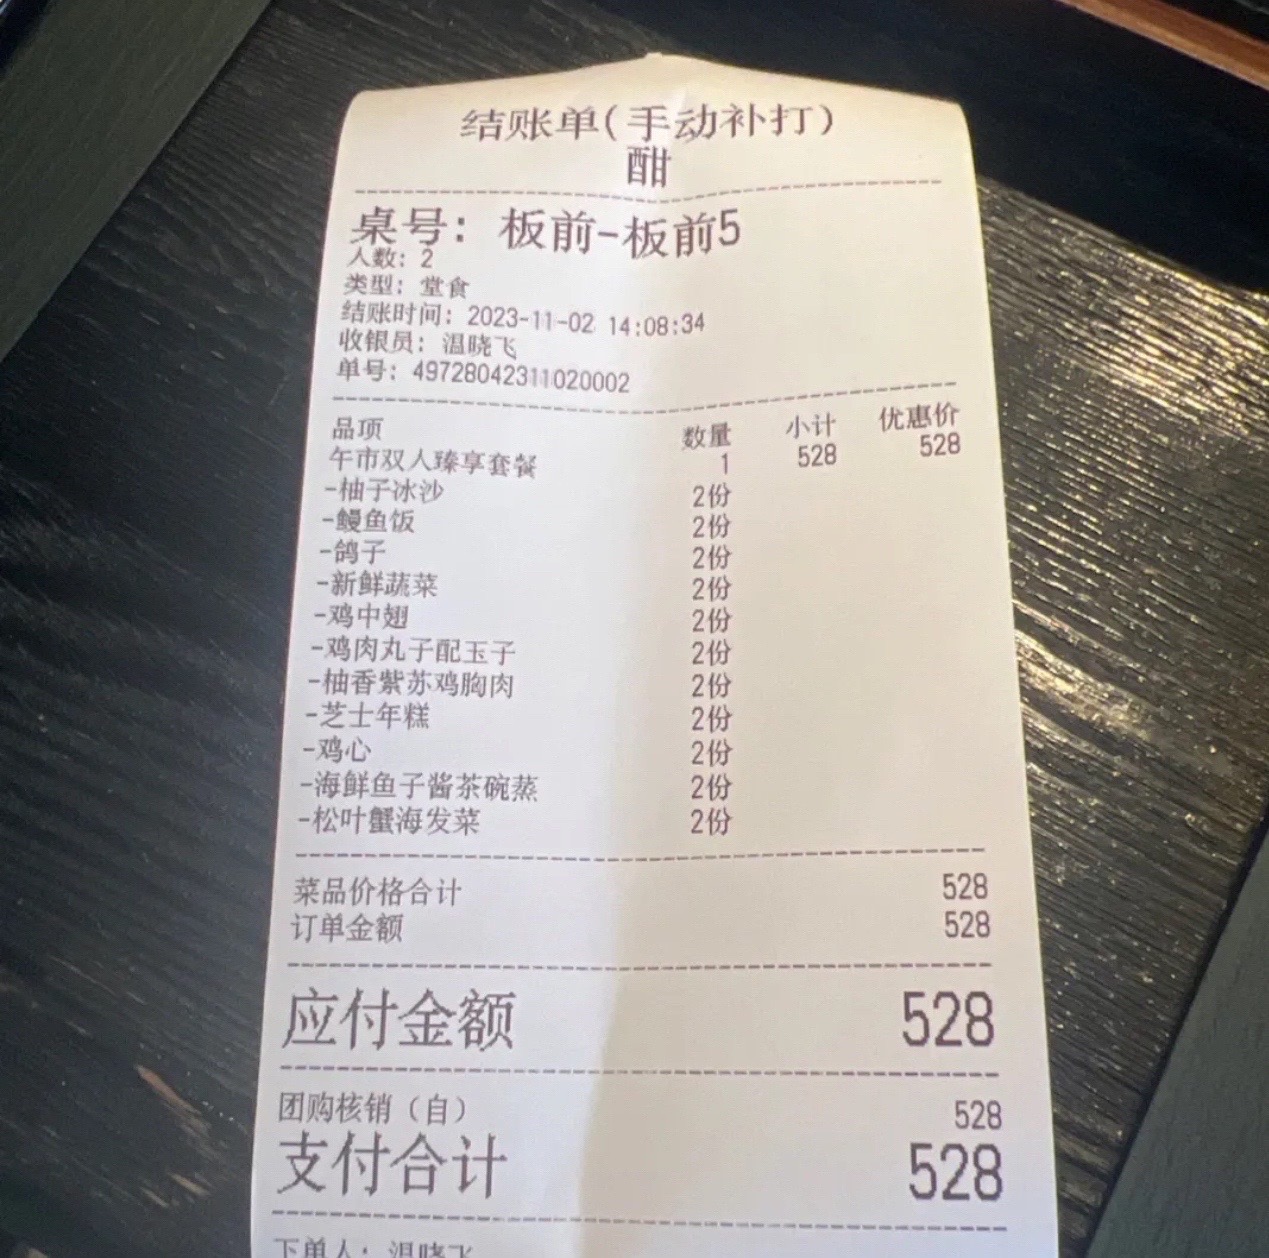 结账单(手动补打)
酣
桌号: 板前-板前5
人数: 2
类型: 堂食
结账时间: 2023-11-02 14:08:34
收银员: 温晓飞
单号: 49728042311020002
品项 数量 小计 优惠价
午市双人臻享套餐 1 528 528
-柚子冰沙 2份
-鳗鱼饭 2份
-鸽子 2份
-新鲜蔬菜 2份
-鸡中翅 2份
-鸡肉丸子配玉子 2份
-柚香紫苏鸡胸肉 2份
-芝士年糕 2份
-鸡心 2份
-海鲜鱼子酱茶碗蒸 2份
-松叶蟹海发菜 2份
菜品价格合计 528
订单金额 528
应付金额 528
团购核销（自） 528
支付合计 528
下单人: 温晓飞